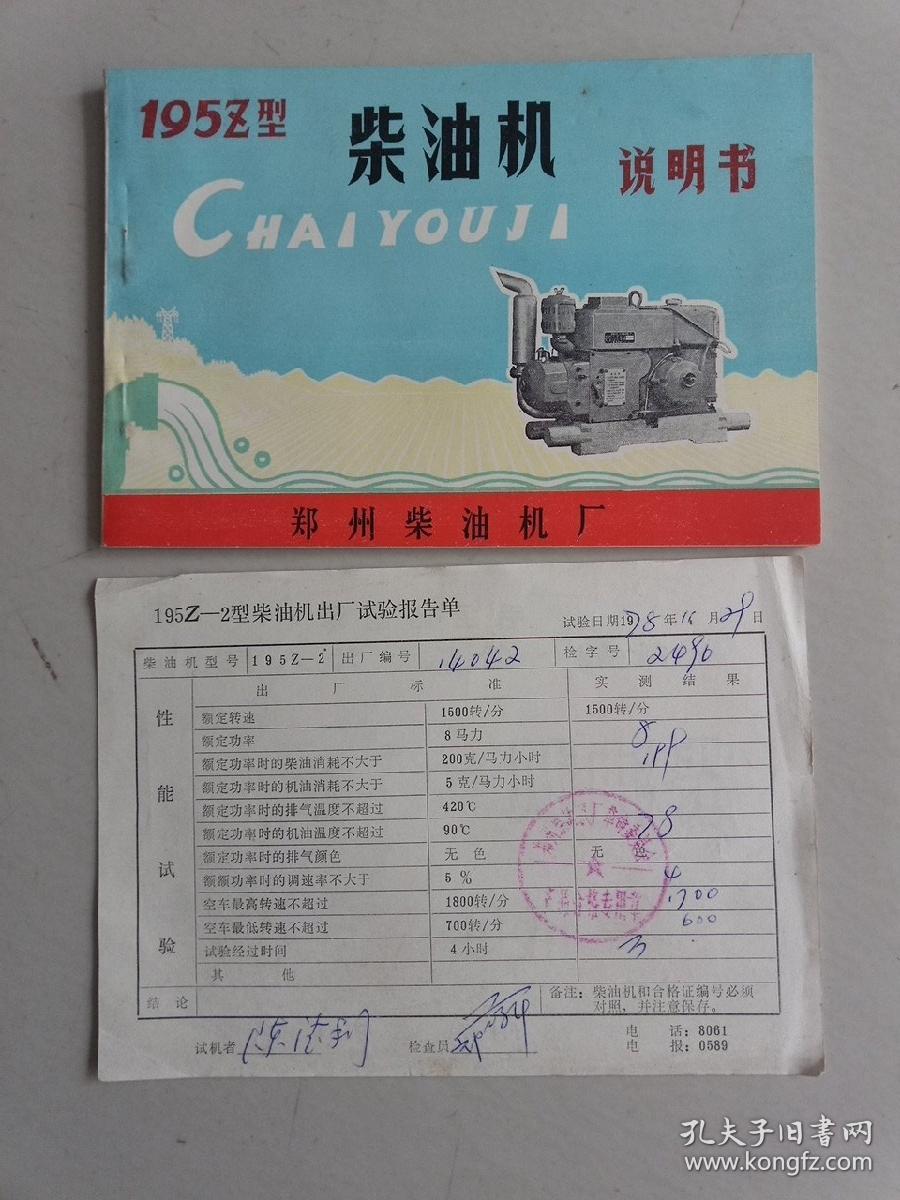 195Z型
柴油机
说明书
CHAIYOUJI
郑州柴油机厂
195Z—2型柴油机出厂试验报告单
试验日期1978年 月29日
柴油机型号 195Z—2 出厂编号 14042 检字号
出厂标准 实测结果
性能试验
额定转速 1500转/分 1500转/分
额定功率 8马力 8
额定功率时的柴油消耗不大于 200克/马力小时 199
额定功率时的机油消耗不大于 5克/马力小时
额定功率时的排气温度不超过 420℃
额定功率时的机油温度不超过 90℃ 78
额定功率时的排气颜色 无色 无色
额额功率时的调速率不大于 5% 4
空车最高转速不超过 1800转/分 1700
空车最低转速不超过 700转/分 600
试验经过时间 4小时
其他
结论 备注：柴油机和合格证编号必须
对照，并注意保存。
试机者 检查员 电话：8061
电报：0589
孔夫子旧书网
www.kongfz.com